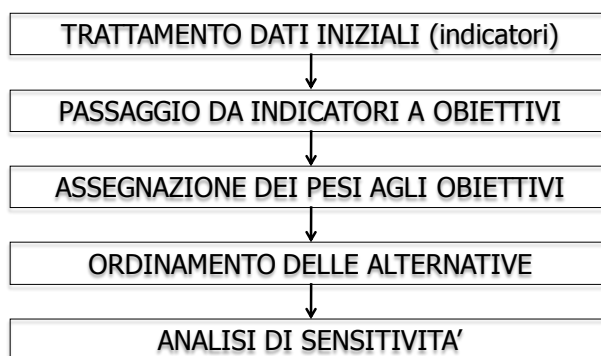 TRATTAMENTO DATI INIZIALI (indicatori)
PASSAGGIO DA INDICATORI A OBIETTIVI
ASSEGNAZIONE DEI PESI AGLI OBIETTIVI
ORDINAMENTO DELLE ALTERNATIVE
ANALISI DI SENSITIVITA’